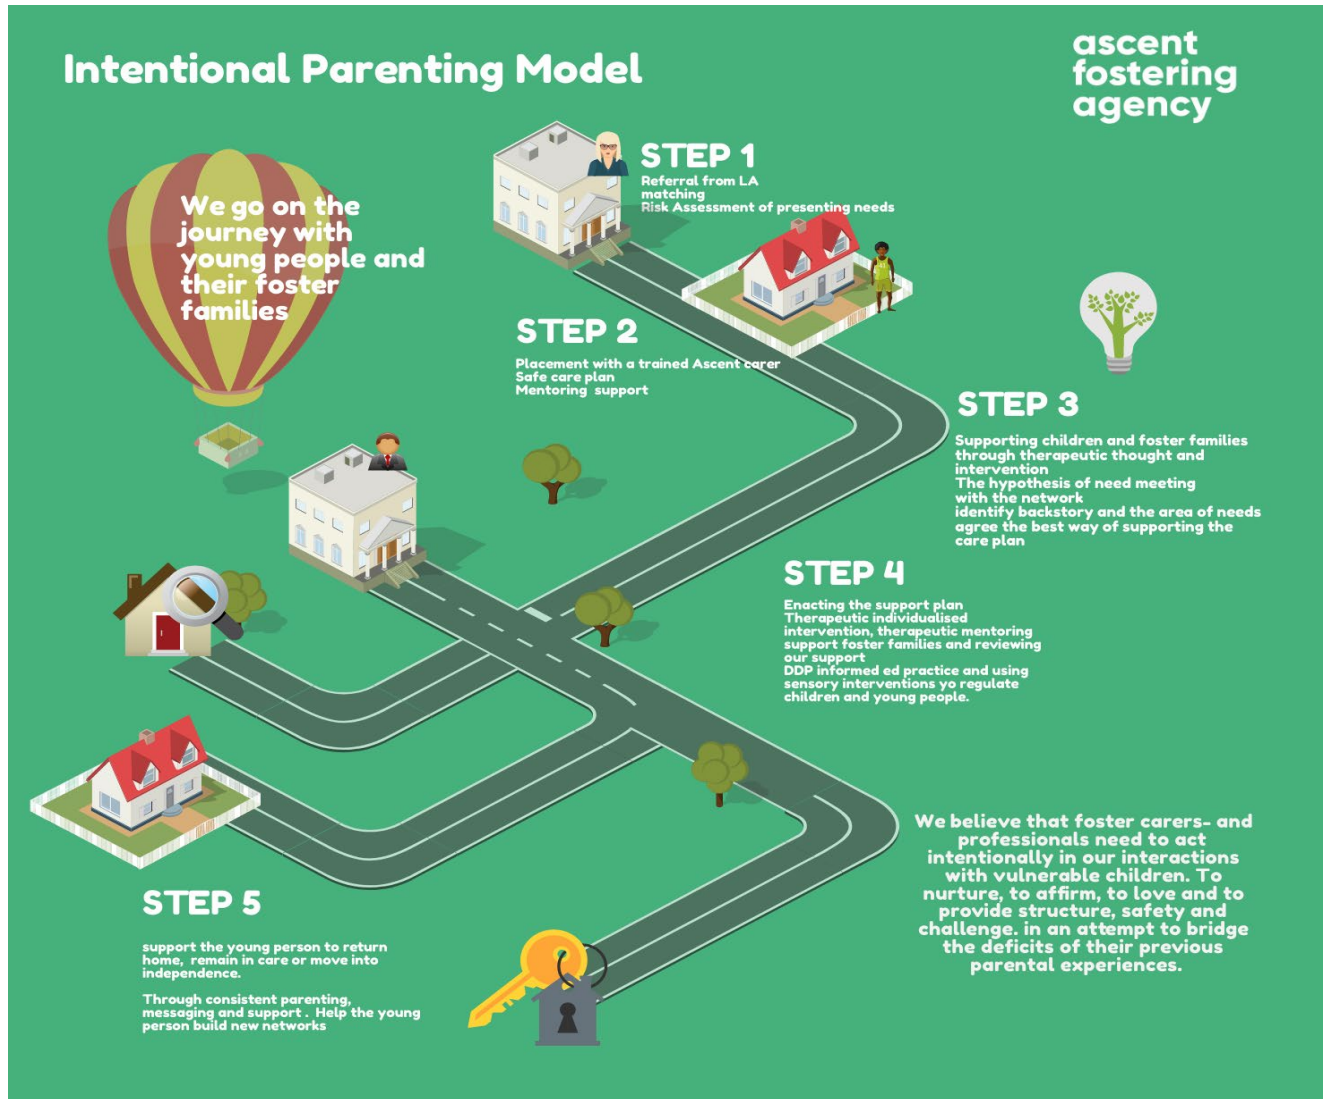 Intentional Parenting Model
ascent
fostering
agency
We go on the
journey with
young people and
their foster
families
STEP 1
Referral from LA
matching
Risk Assessment of presenting needs
STEP 2
Placement with a trained Ascent carer
Safe care plan
Mentoring support
STEP 3
Supporting children and foster families
through therapeutic thought and
intervention
The hypothesis of need meeting
with the network
identify backstory and the area of needs
agree the best way of supporting the
care plan
STEP 4
Enacting the support plan
Therapeutic individualised
intervention, therapeutic mentoring
support foster families and reviewing
our support
DDP informed ed practice and using
sensory interventions yo regulate
children and young people.
We believe that foster carers- and
professionals need to act
intentionally in our interactions
with vulnerable children. To
nurture, to affirm, to love and to
provide structure, safety and
challenge. in an attempt to bridge
the deficits of their previous
parental experiences.
STEP 5
support the young person to return
home, remain in care or move into
independence.
Through consistent parenting,
messaging and support . Help the young
person build new networks